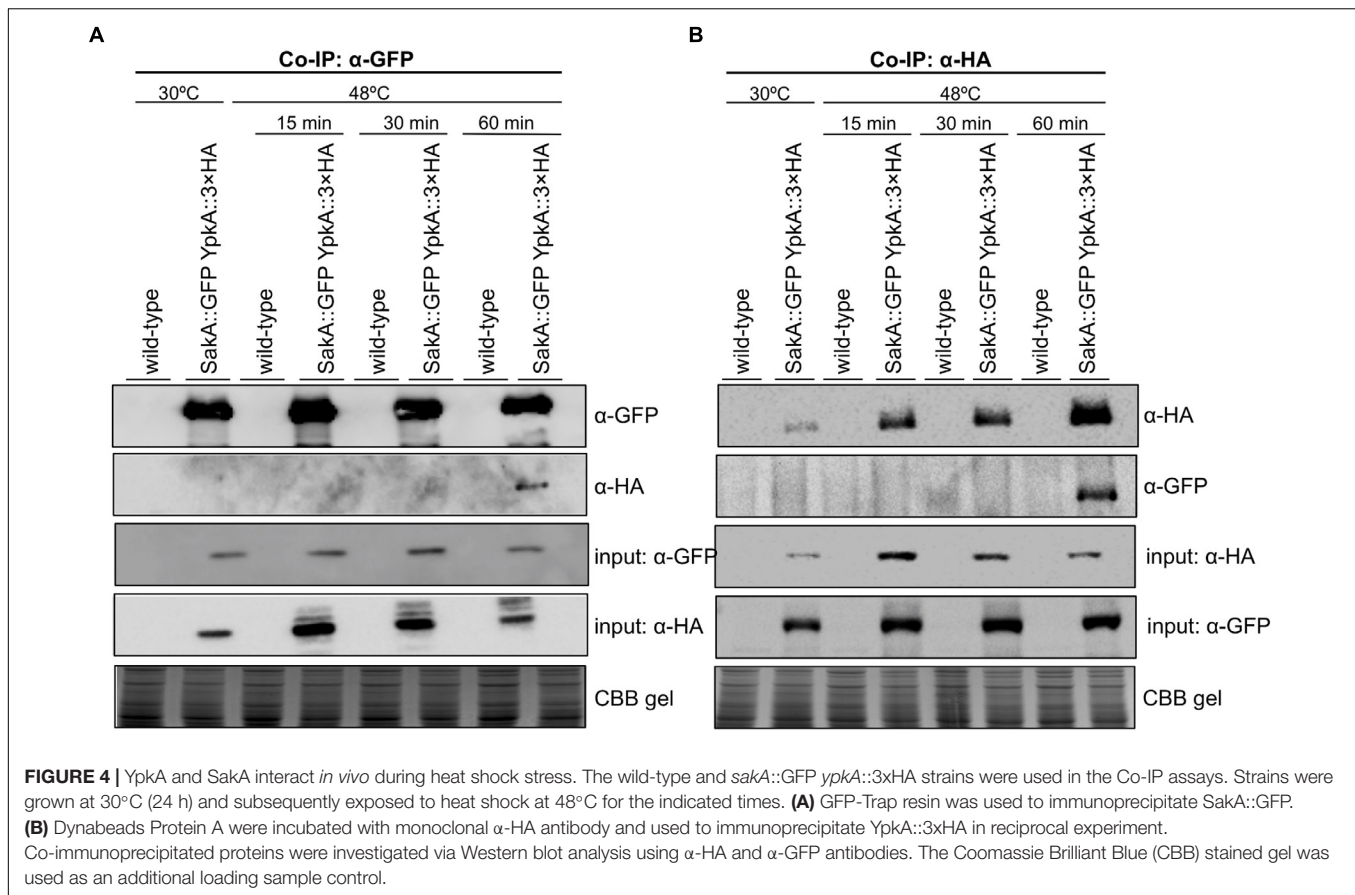 A
Co-IP: α-GFP
30ºC 48ºC
15 min 30 min 60 min
wild-type
SakA::GFP YpkA::3×HA
wild-type
SakA::GFP YpkA::3×HA
wild-type
SakA::GFP YpkA::3×HA
wild-type
SakA::GFP YpkA::3×HA
α-GFP
α-HA
input: α-GFP
input: α-HA
CBB gel
B
Co-IP: α-HA
30ºC 48ºC
15 min 30 min 60 min
wild-type
SakA::GFP YpkA::3×HA
wild-type
SakA::GFP YpkA::3×HA
wild-type
SakA::GFP YpkA::3×HA
wild-type
SakA::GFP YpkA::3×HA
α-HA
α-GFP
input: α-HA
input: α-GFP
CBB gel
FIGURE 4 | YpkA and SakA interact in vivo during heat shock stress. The wild-type and sakA::GFP ypkA::3xHA strains were used in the Co-IP assays. Strains were
grown at 30°C (24 h) and subsequently exposed to heat shock at 48°C for the indicated times. (A) GFP-Trap resin was used to immunoprecipitate SakA::GFP.
(B) Dynabeads Protein A were incubated with monoclonal α-HA antibody and used to immunoprecipitate YpkA::3xHA in reciprocal experiment.
Co-immunoprecipitated proteins were investigated via Western blot analysis using α-HA and α-GFP antibodies. The Coomassie Brilliant Blue (CBB) stained gel was
used as an additional loading sample control.